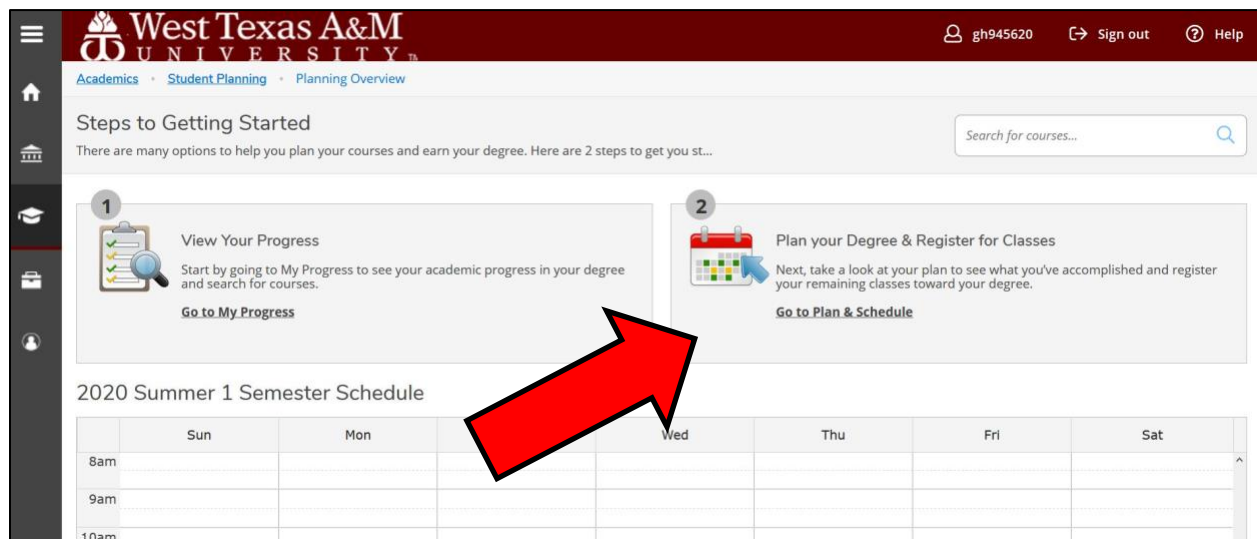 West Texas A&M
UNIVERSITY
gh945620
Sign out
Help
Academics
Student Planning
Planning Overview
Steps to Getting Started
There are many options to help you plan your courses and earn your degree. Here are 2 steps to get you st...
Search for courses...
1
View Your Progress
Start by going to My Progress to see your academic progress in your degree
and search for courses.
Go to My Progress
2
Plan your Degree & Register for Classes
Next, take a look at your plan to see what you've accomplished and register
your remaining classes toward your degree.
Go to Plan & Schedule
2020 Summer 1 Semester Schedule
Sun Mon Wed Thu Fri Sat
8am
9am
10am